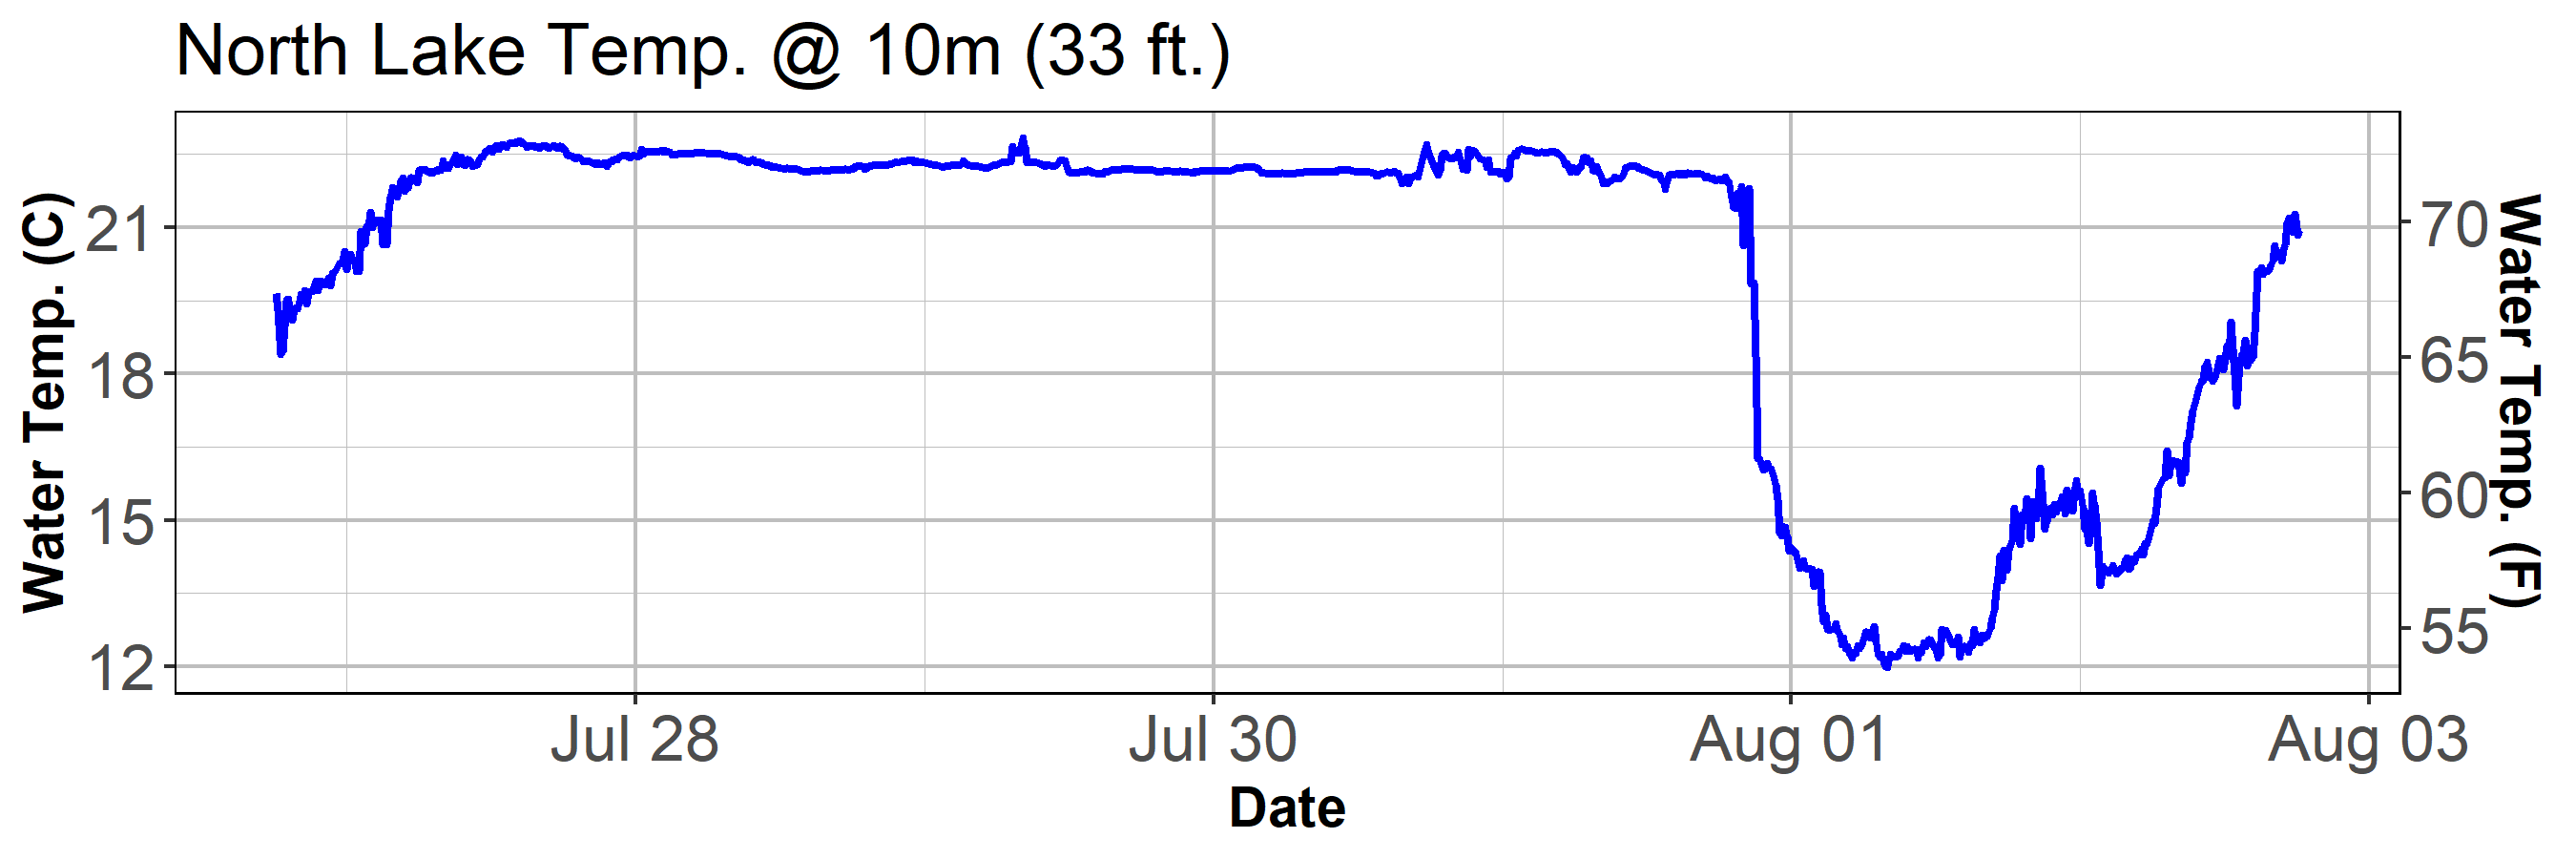 North Lake Temp. @ 10m (33 ft.)
Water Temp. (C)
21
18
15
12
70
65
60
55
Water Temp. (F)
Jul 28
Jul 30
Aug 01
Aug 03
Date